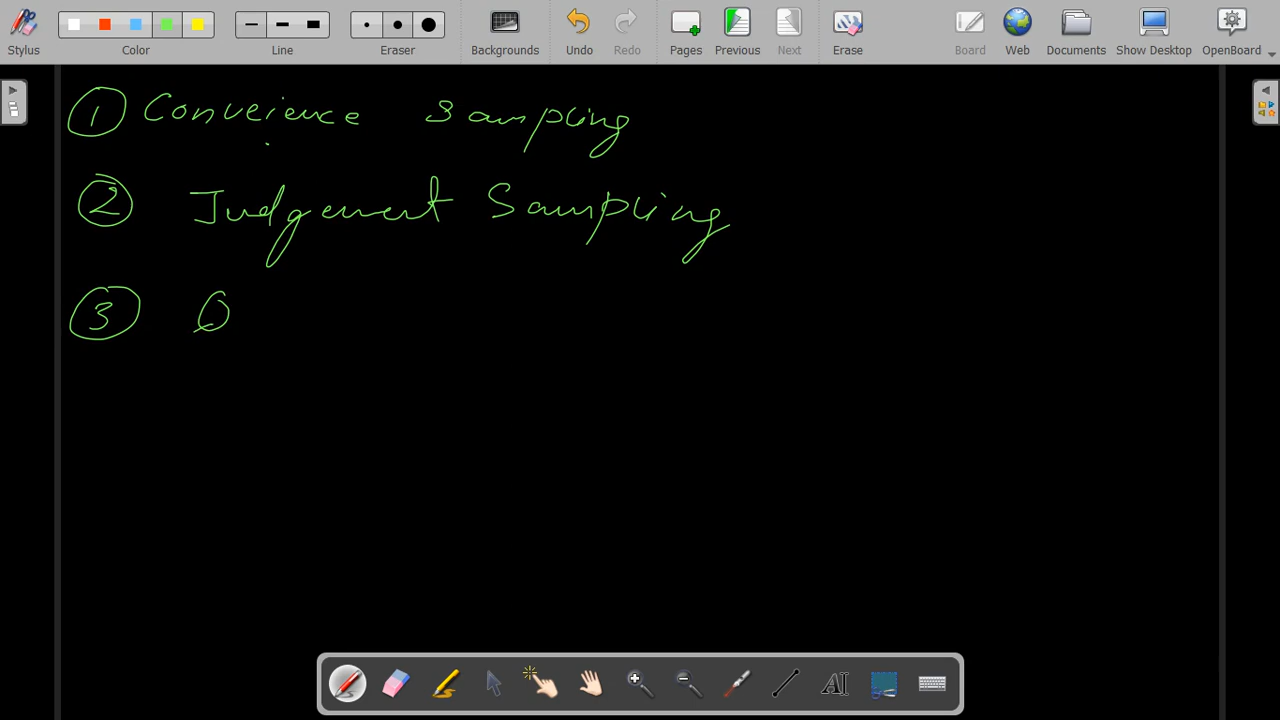 Stylus Color Line Eraser Backgrounds Undo Redo Pages Previous Next Erase Board Web Documents Show Desktop OpenBoard
1 Conveience Sampling
2 Judgement Sampling
3 Q